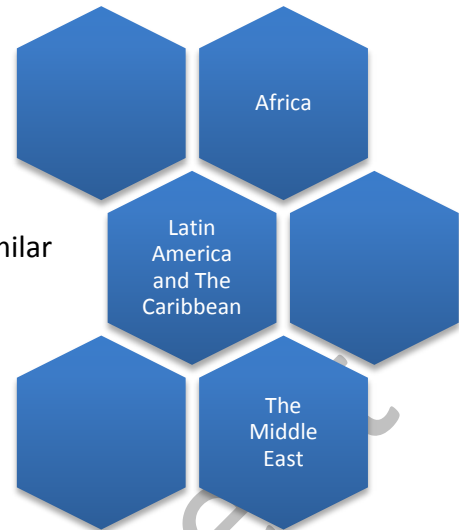 Africa
Latin
America
and The
Caribbean
The
Middle
East